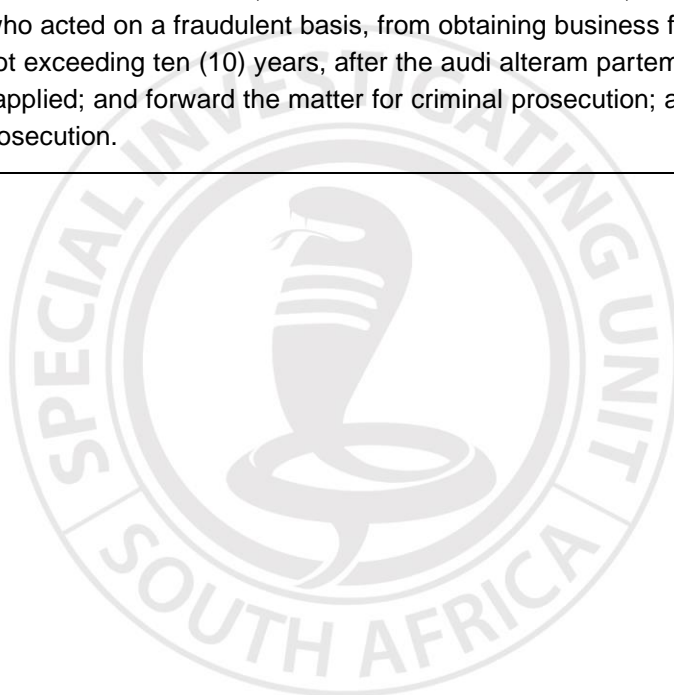 who acted on a fraudulent basis, from obtaining business f
ot exceeding ten (10) years, after the audi alteram partem
applied; and forward the matter for criminal prosecution; a
osecution.
SPECIAL INVESTIGATING UNIT
SOUTH AFRICA